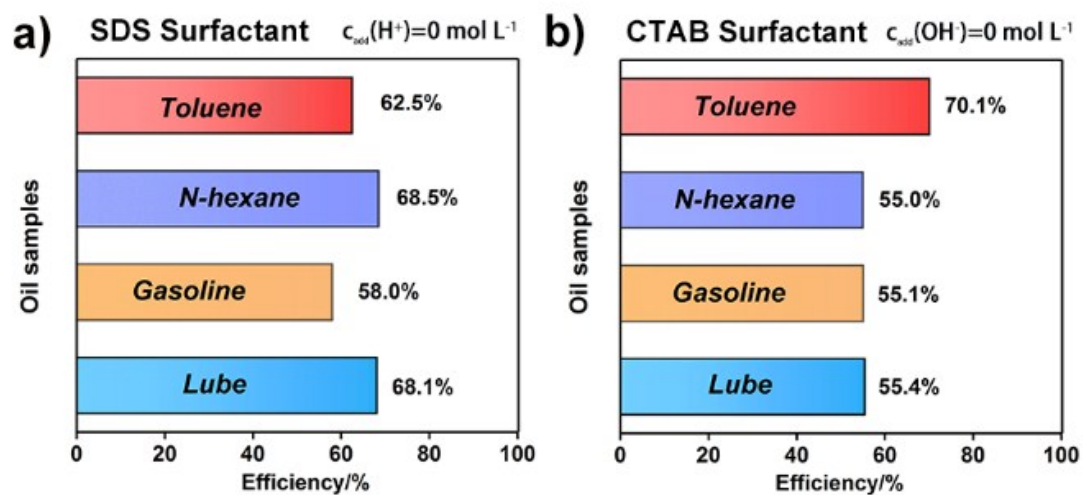 a) SDS Surfactant c_add(H⁺)=0 mol L⁻¹
Oil samples
Toluene 62.5%
N-hexane 68.5%
Gasoline 58.0%
Lube 68.1%
0 20 40 60 80 100
Efficiency/%
b) CTAB Surfactant c_add(OH⁻)=0 mol L⁻¹
Oil samples
Toluene 70.1%
N-hexane 55.0%
Gasoline 55.1%
Lube 55.4%
0 20 40 60 80 100
Efficiency/%